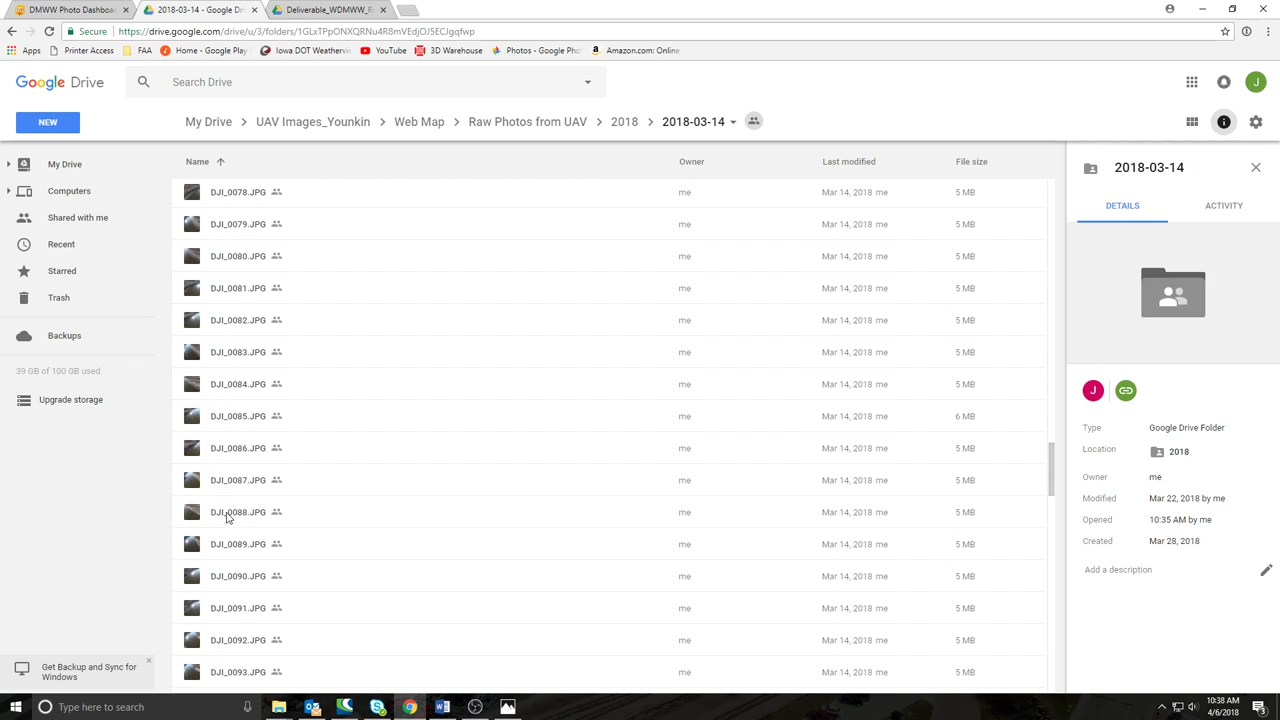 DMWW Photo Dashboa
2018-03-14 - Google Dri
Deliverable_WDMWW_R
Secure
https://drive.google.com/drive/u/3/folders/1GLxTPpONXQRNu4R8mVEdjOJSECJgqfwp
Apps
Printer Access
FAA
Home - Google Play
Iowa DOT Weathervi
YouTube
3D Warehouse
Photos - Google Pho
Amazon.com: Online
Google Drive
Search Drive
J
NEW
My Drive
UAV Images_Younkin
Web Map
Raw Photos from UAV
2018
2018-03-14
My Drive
Computers
Shared with me
Recent
Starred
Trash
Backups
39 GB of 100 GB used
Upgrade storage
Get Backup and Sync for
Windows
Name
Owner
Last modified
File size
DJI_0078.JPG me Mar 14, 2018 me 5 MB
DJI_0079.JPG me Mar 14, 2018 me 5 MB
DJI_0080.JPG me Mar 14, 2018 me 5 MB
DJI_0081.JPG me Mar 14, 2018 me 5 MB
DJI_0082.JPG me Mar 14, 2018 me 5 MB
DJI_0083.JPG me Mar 14, 2018 me 5 MB
DJI_0084.JPG me Mar 14, 2018 me 5 MB
DJI_0085.JPG me Mar 14, 2018 me 6 MB
DJI_0086.JPG me Mar 14, 2018 me 5 MB
DJI_0087.JPG me Mar 14, 2018 me 5 MB
DJI_0088.JPG me Mar 14, 2018 me 5 MB
DJI_0089.JPG me Mar 14, 2018 me 5 MB
DJI_0090.JPG me Mar 14, 2018 me 5 MB
DJI_0091.JPG me Mar 14, 2018 me 5 MB
DJI_0092.JPG me Mar 14, 2018 me 5 MB
DJI_0093.JPG me Mar 14, 2018 me 5 MB
2018-03-14
DETAILS
ACTIVITY
J
Type Google Drive Folder
Location 2018
Owner me
Modified Mar 22, 2018 by me
Opened 10:35 AM by me
Created Mar 28, 2018
Add a description
Type here to search
10:38 AM
4/6/2018
3